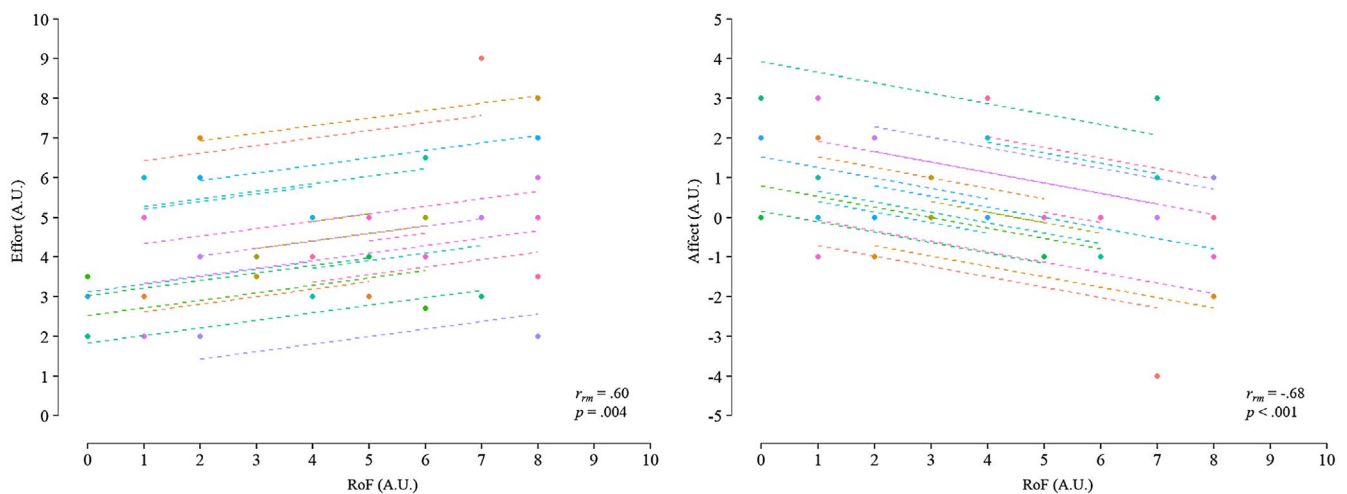 10
9
8
7
6
5
4
3
2
1
0
Effort (A.U.)
0 1 2 3 4 5 6 7 8 9 10
RoF (A.U.)
r_rm = .60
p = .004
5
4
3
2
1
0
-1
-2
-3
-4
-5
Affect (A.U.)
0 1 2 3 4 5 6 7 8 9 10
RoF (A.U.)
r_rm = -.68
p < .001